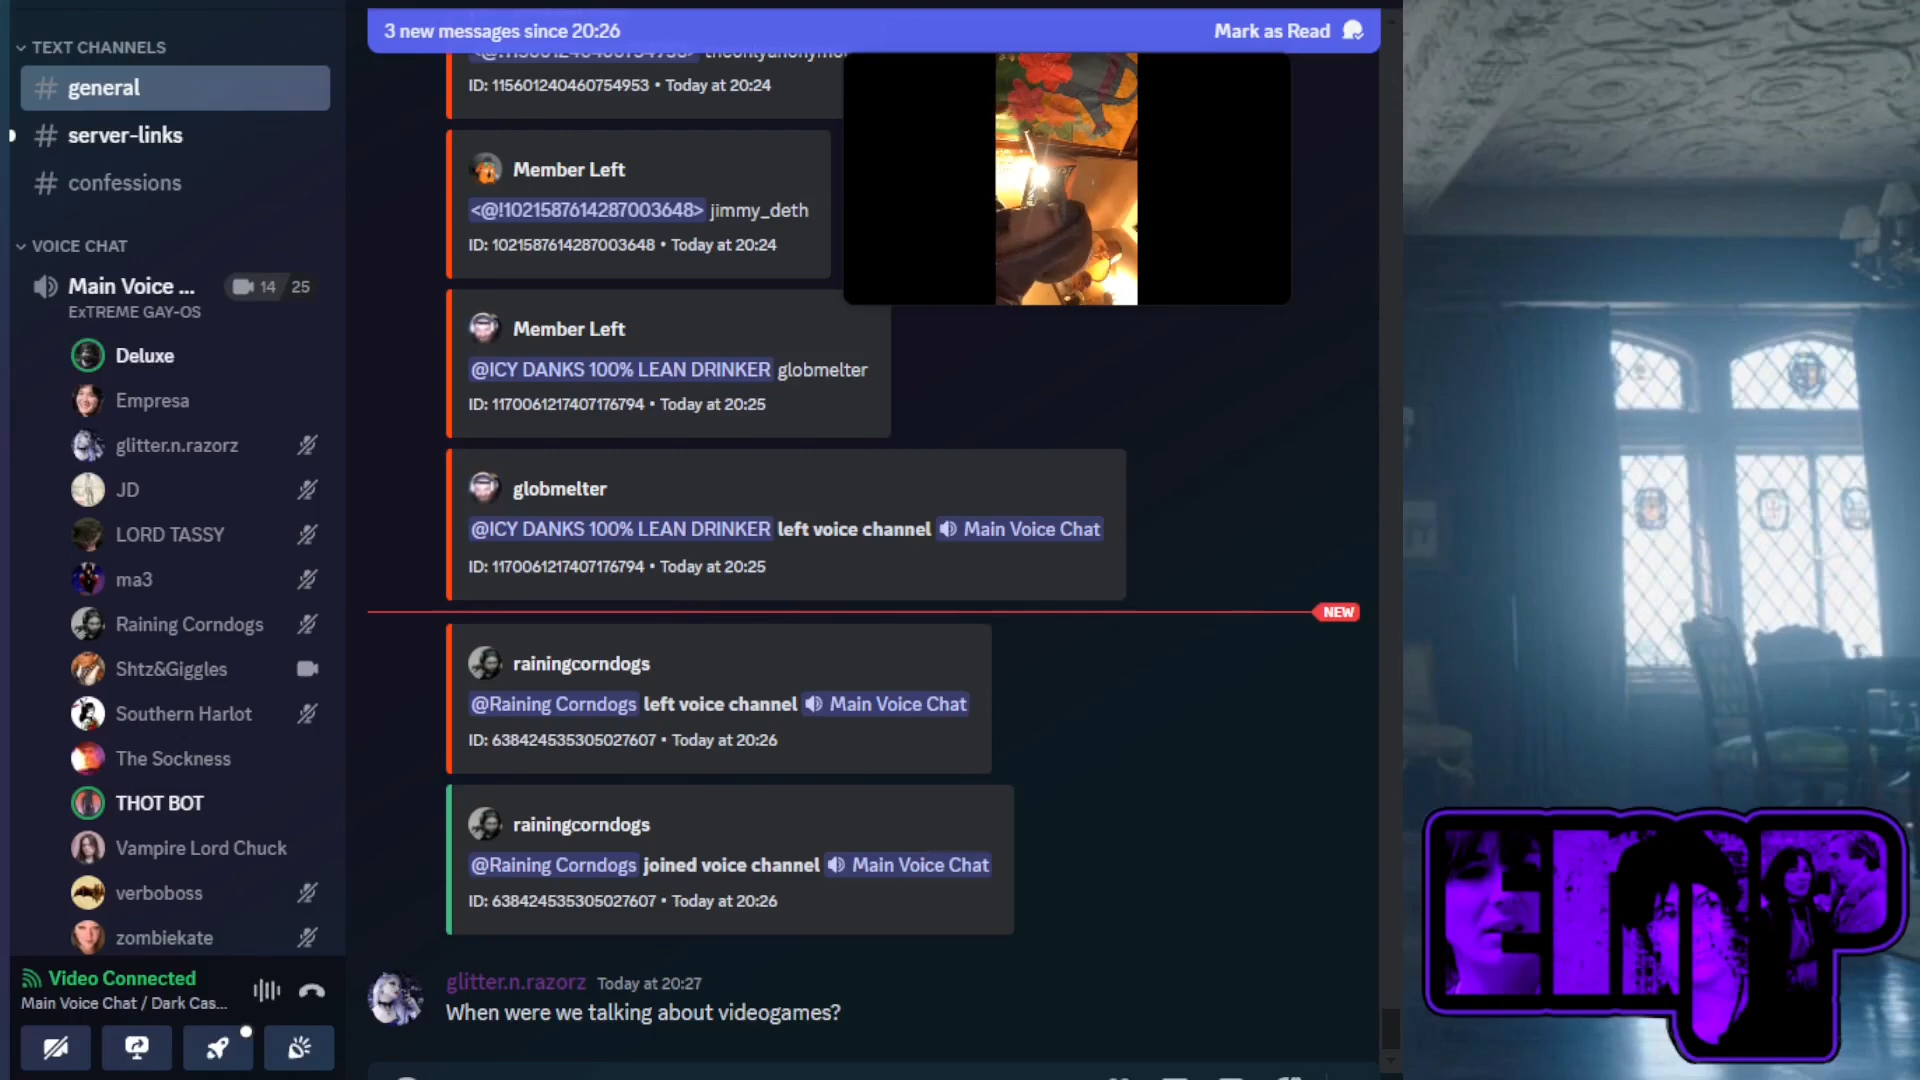 TEXT CHANNELS
general
server-links
confessions
VOICE CHAT
Main Voice ...
14 25
ExTREME GAY-OS
Deluxe
Empresa
glitter.n.razorz
JD
LORD TASSY
ma3
Raining Corndogs
Shtz&Giggles
Southern Harlot
The Sockness
THOT BOT
Vampire Lord Chuck
verboboss
zombiekate
Video Connected
Main Voice Chat / Dark Cas...
3 new messages since 20:26
Mark as Read
ID: 115601240460754953 • Today at 20:24
Member Left
<@!1021587614287003648> jimmy_deth
ID: 1021587614287003648 • Today at 20:24
Member Left
@ICY DANKS 100% LEAN DRINKER globmelter
ID: 1170061217407176794 • Today at 20:25
globmelter
@ICY DANKS 100% LEAN DRINKER left voice channel Main Voice Chat
ID: 1170061217407176794 • Today at 20:25
NEW
rainingcorndogs
@Raining Corndogs left voice channel Main Voice Chat
ID: 638424535305027607 • Today at 20:26
rainingcorndogs
@Raining Corndogs joined voice channel Main Voice Chat
ID: 638424535305027607 • Today at 20:26
glitter.n.razorz Today at 20:27
When were we talking about videogames?
EMP